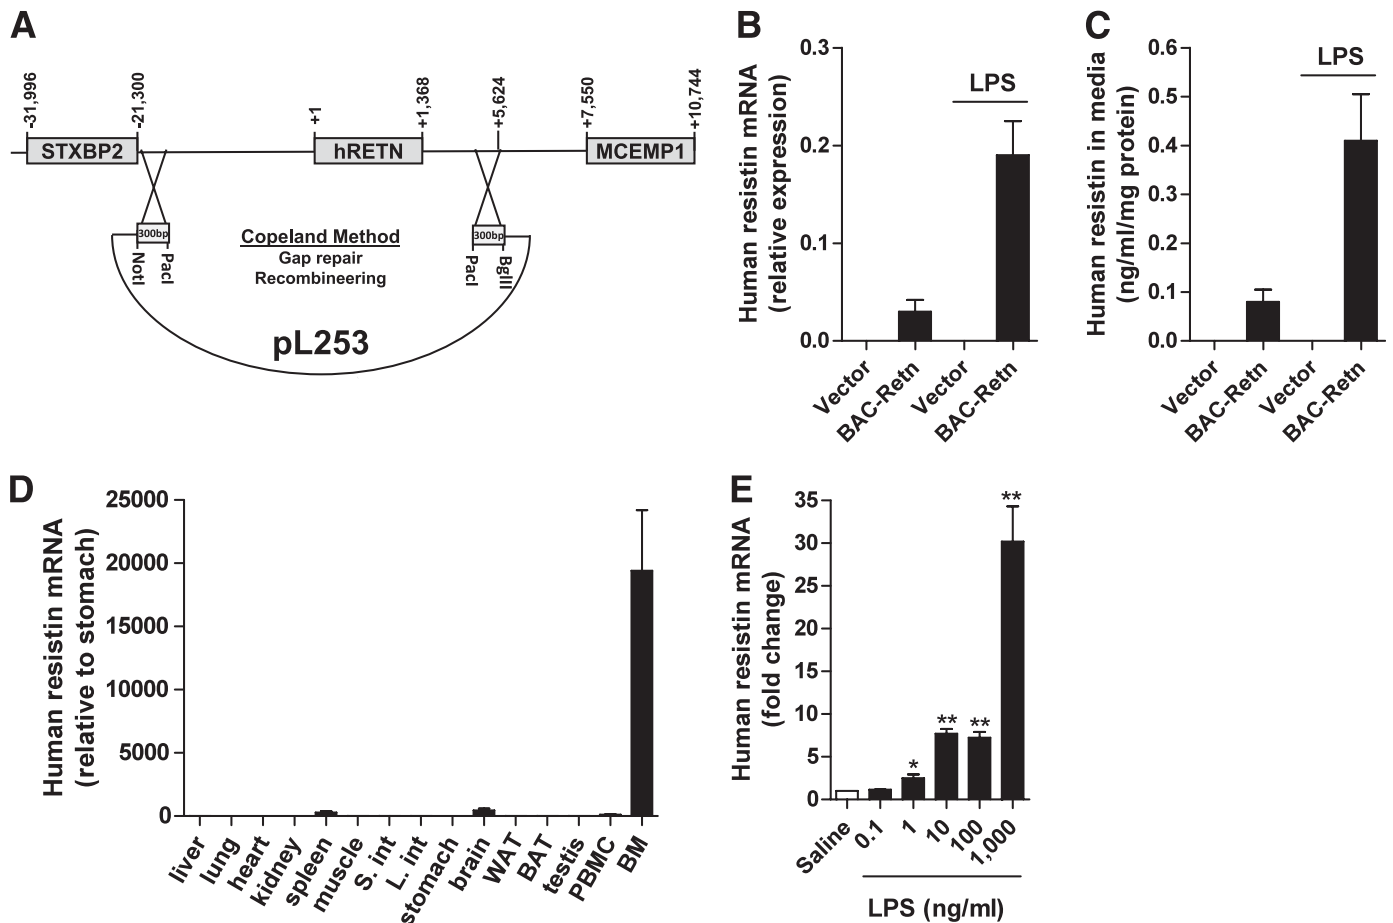 A
-31,996
-21,300
+1
+1,368
+5,624
+7,550
+10,744
STXBP2
hRETN
MCEMP1
300bp
300bp
NotI
PacI
PacI
BglII
Copeland Method
Gap repair
Recombineering
pL253
B
Human resistin mRNA
(relative expression)
0.3
0.2
0.1
0.0
LPS
Vector
BAC-Retn
Vector
BAC-Retn
C
Human resistin in media
(ng/ml/mg protein)
0.6
0.5
0.4
0.3
0.2
0.1
0.0
LPS
Vector
BAC-Retn
Vector
BAC-Retn
D
Human resistin mRNA
(relative to stomach)
25000
20000
15000
10000
5000
0
liver
lung
heart
kidney
spleen
muscle
S. int
L. int
stomach
brain
WAT
BAT
testis
PBMC
BM
E
Human resistin mRNA
(fold change)
35
30
25
20
15
10
5
0
*
**
**
**
Saline
0.1
1
10
100
1,000
LPS (ng/ml)